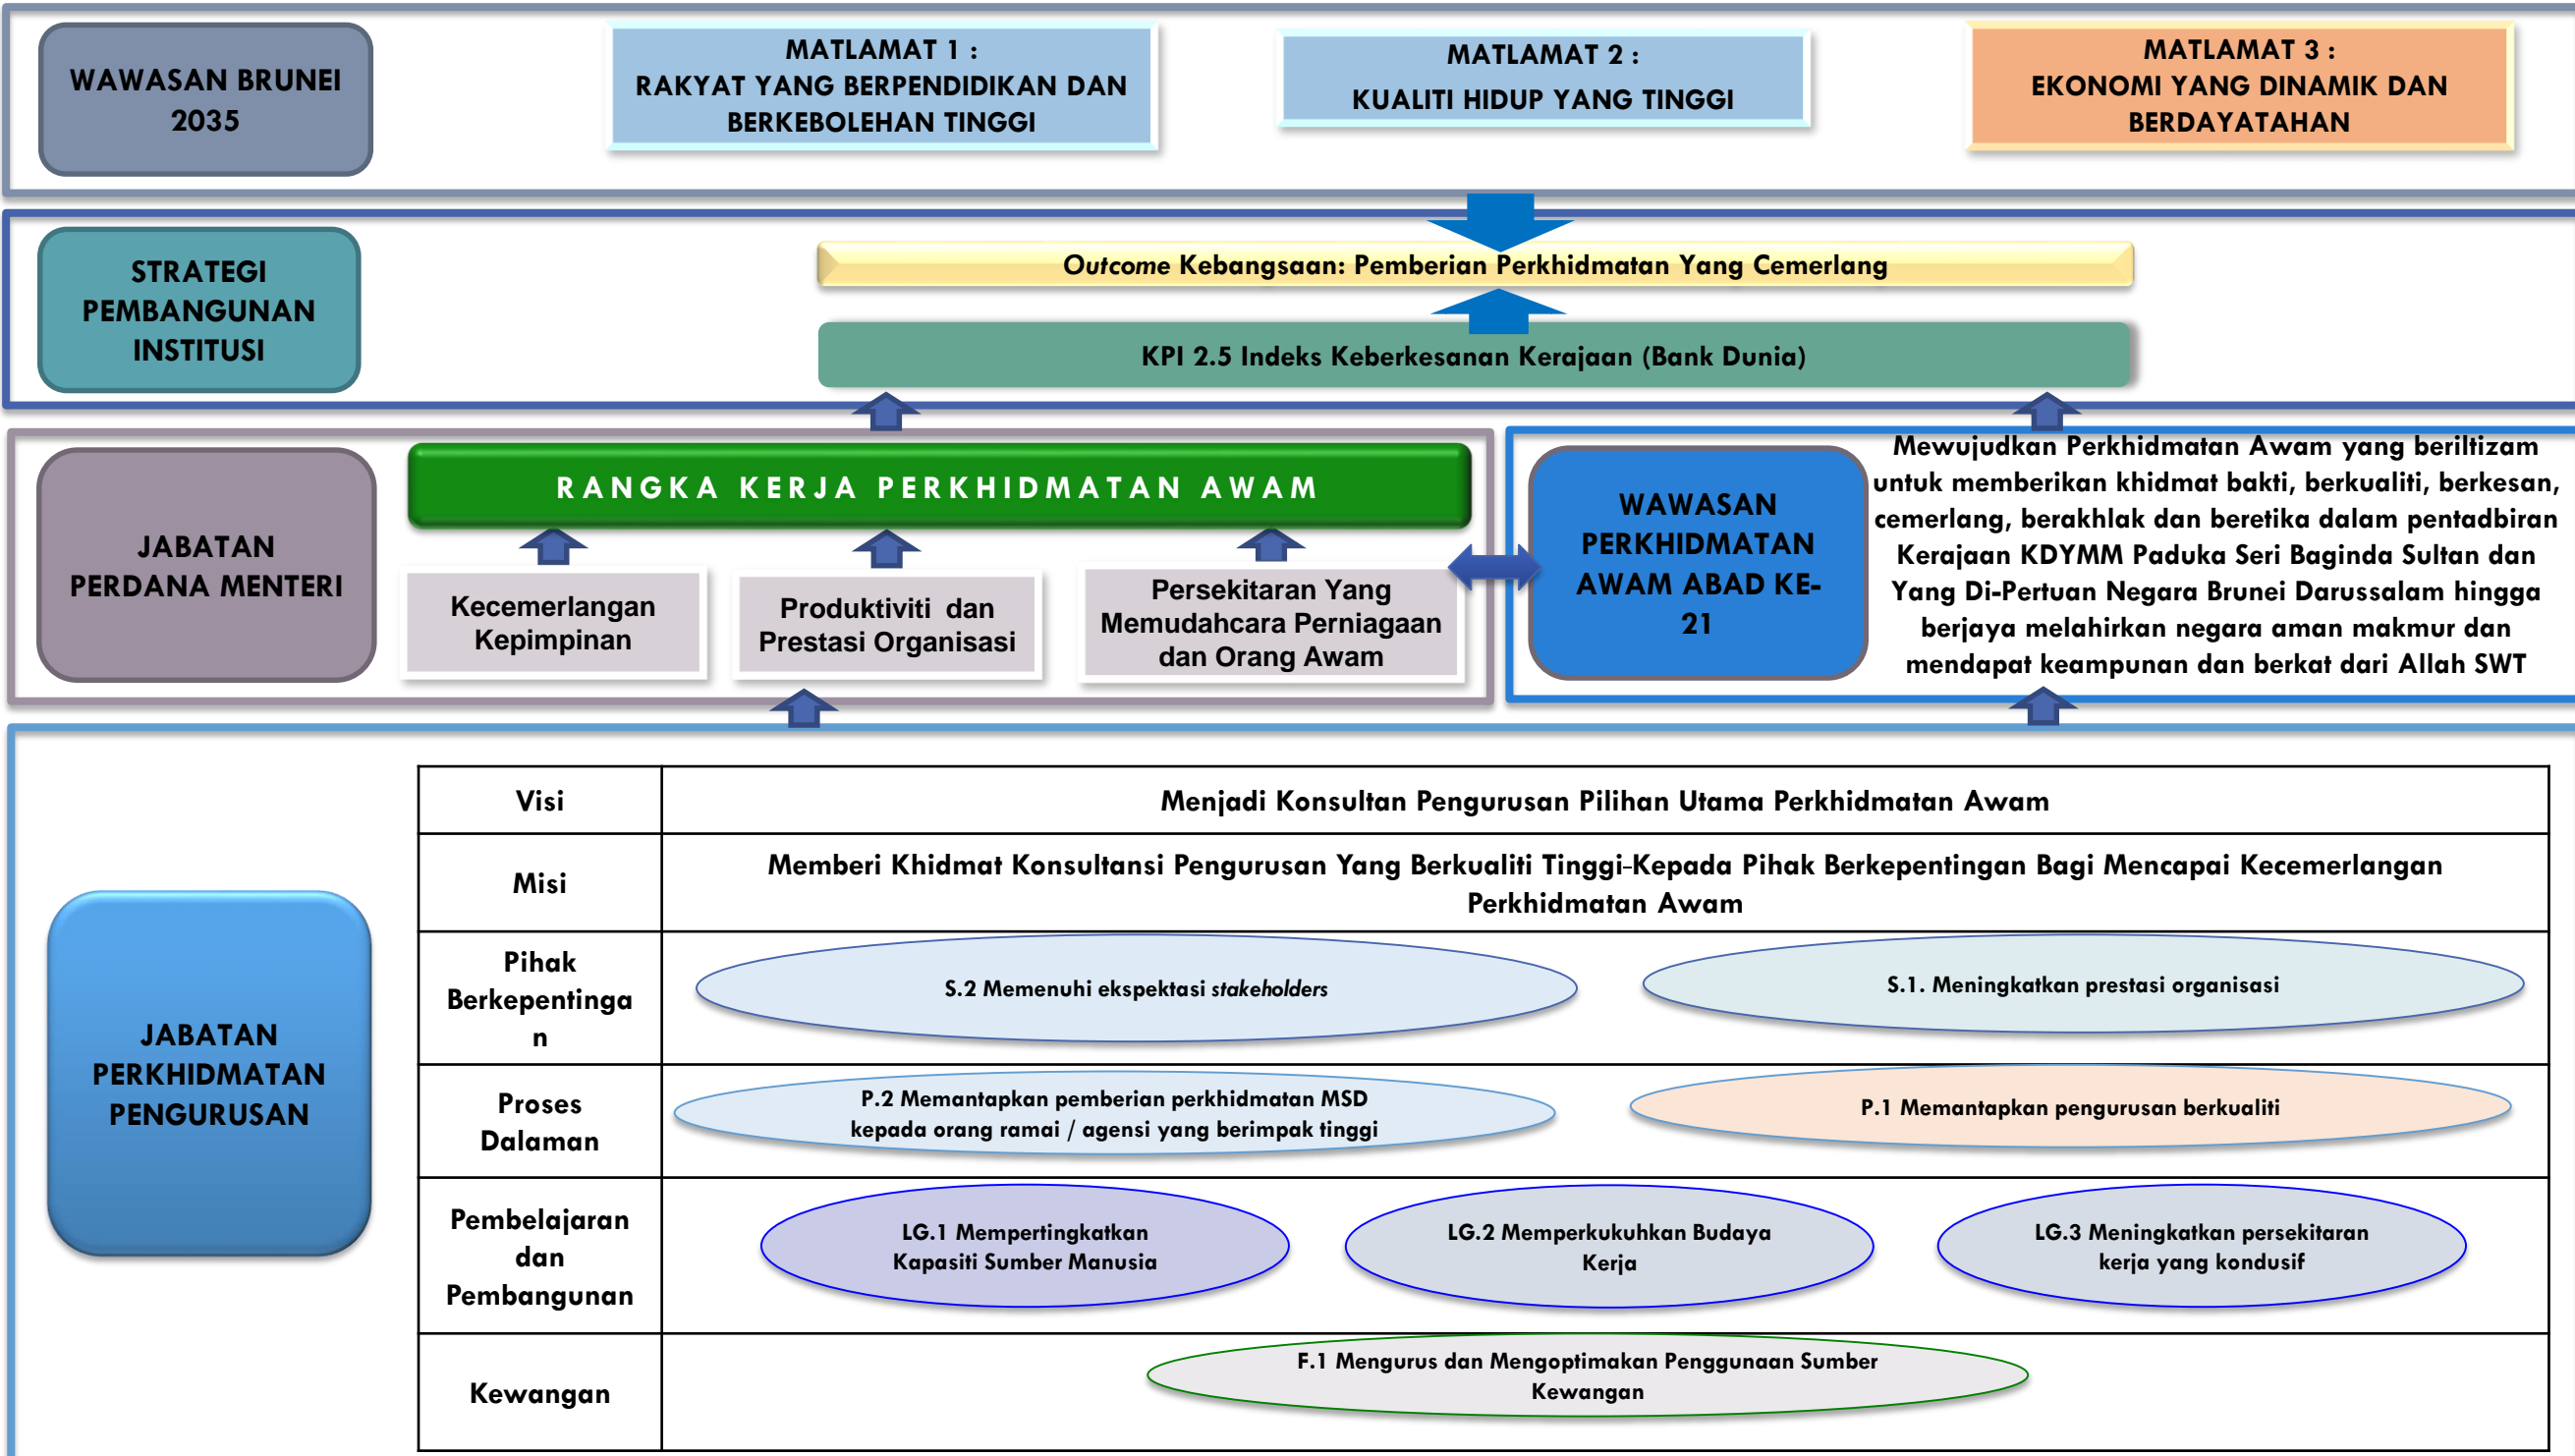 WAWASAN BRUNEI
2035
MATLAMAT 1 :
RAKYAT YANG BERPENDIDIKAN DAN
BERKEBOLEHAN TINGGI
MATLAMAT 2 :
KUALITI HIDUP YANG TINGGI
MATLAMAT 3 :
EKONOMI YANG DINAMIK DAN
BERDAYATAHAN
STRATEGI
PEMBANGUNAN
INSTITUSI
Outcome Kebangsaan: Pemberian Perkhidmatan Yang Cemerlang
KPI 2.5 Indeks Keberkesanan Kerajaan (Bank Dunia)
JABATAN
PERDANA MENTERI
RANGKA KERJA PERKHIDMATAN AWAM
Kecemerlangan
Kepimpinan
Produktiviti dan
Prestasi Organisasi
Persekitaran Yang
Memudahcara Perniagaan
dan Orang Awam
WAWASAN
PERKHIDMATAN
AWAM ABAD KE-
21
Mewujudkan Perkhidmatan Awam yang beriltizam
untuk memberikan khidmat bakti, berkualiti, berkesan,
cemerlang, berakhlak dan beretika dalam pentadbiran
Kerajaan KDYMM Paduka Seri Baginda Sultan dan
Yang Di-Pertuan Negara Brunei Darussalam hingga
berjaya melahirkan negara aman makmur dan
mendapat keampunan dan berkat dari Allah SWT
JABATAN
PERKHIDMATAN
PENGURUSAN
Visi
Menjadi Konsultan Pengurusan Pilihan Utama Perkhidmatan Awam
Misi
Memberi Khidmat Konsultansi Pengurusan Yang Berkualiti Tinggi-Kepada Pihak Berkepentingan Bagi Mencapai Kecemerlangan
Perkhidmatan Awam
Pihak
Berkepentinga
n
S.2 Memenuhi ekspektasi stakeholders
S.1. Meningkatkan prestasi organisasi
Proses
Dalaman
P.2 Memantapkan pemberian perkhidmatan MSD
kepada orang ramai / agensi yang berimpak tinggi
P.1 Memantapkan pengurusan berkualiti
Pembelajaran
dan
Pembangunan
LG.1 Mempertingkatkan
Kapasiti Sumber Manusia
LG.2 Memperkukuhkan Budaya
Kerja
LG.3 Meningkatkan persekitaran
kerja yang kondusif
Kewangan
F.1 Mengurus dan Mengoptimakan Penggunaan Sumber
Kewangan